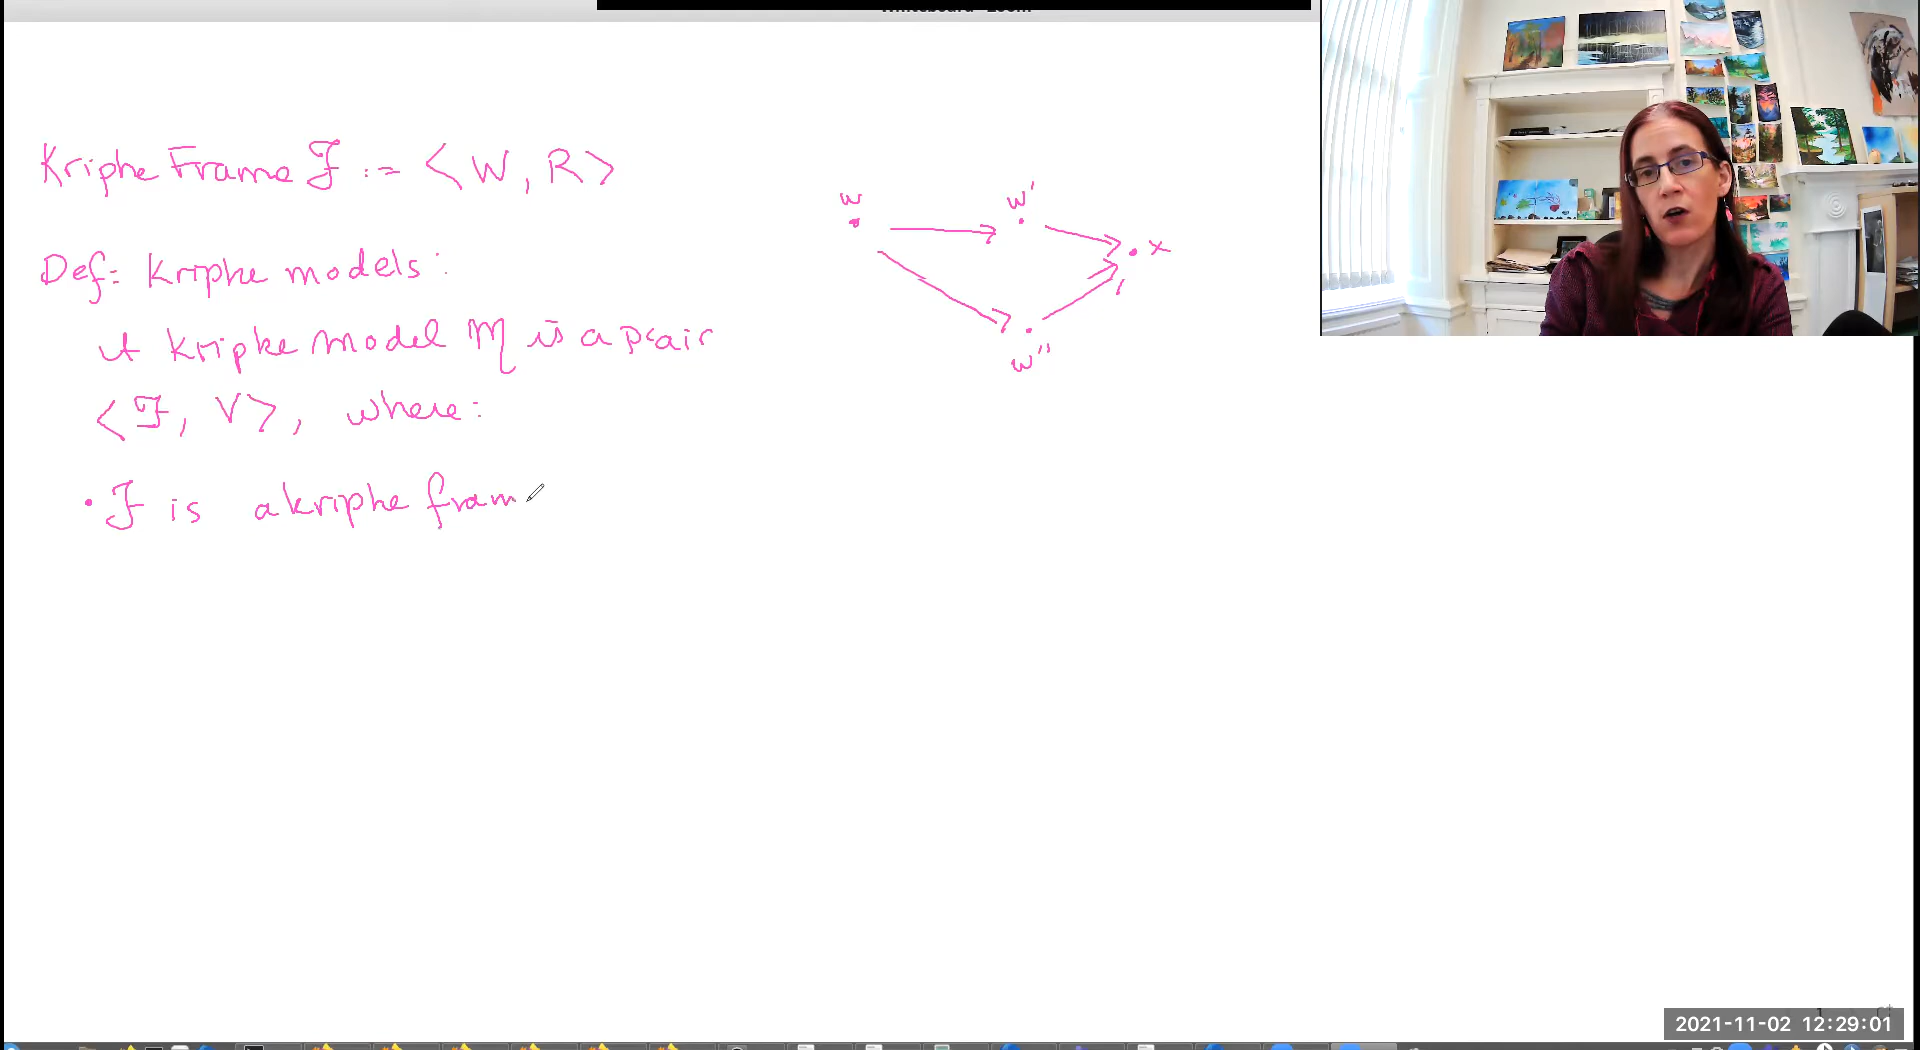 Kripke Frame 𝓕 := <W, R>
w
w'
x
w''
Def: Kripke models:
A Kripke model M is a pair
<𝓕, V>, where:
• 𝓕 is a kripke fram
2021-11-02 12:29:01